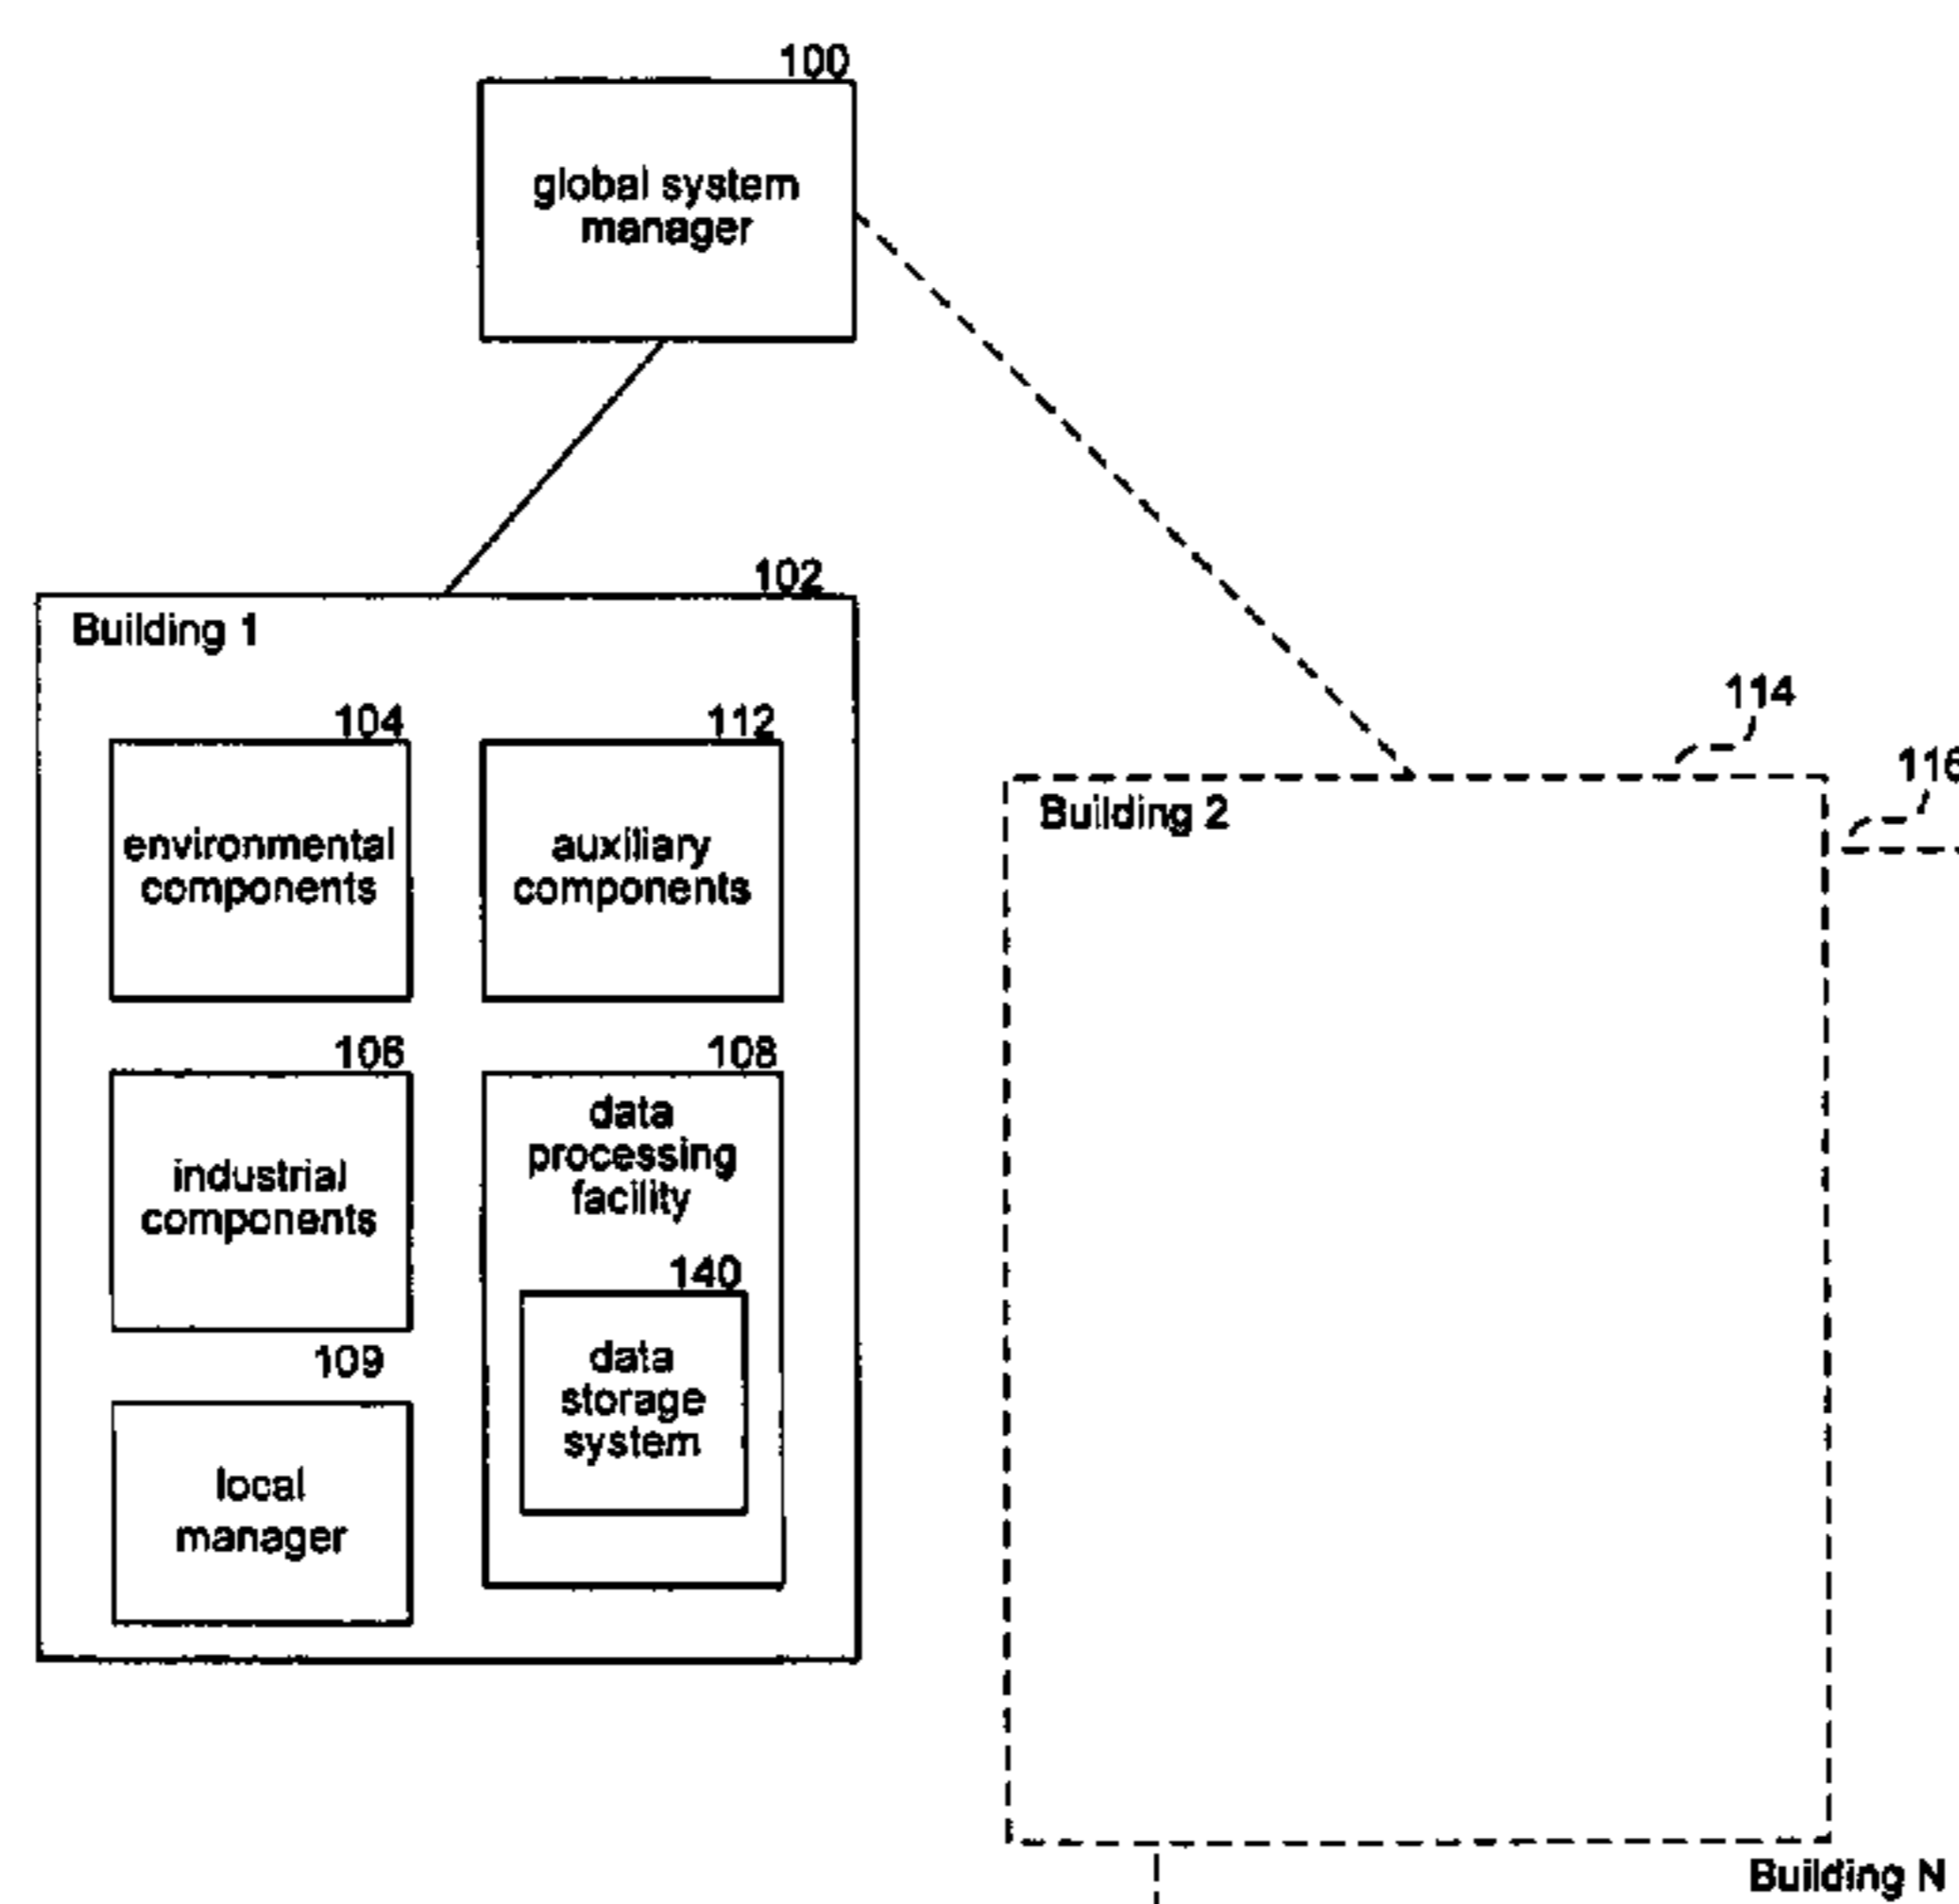 100
global system
manager
102
Building 1
104
112
environmental
components
auxiliary
components
106
108
industrial
components
data
processing
facility
140
data
storage
system
109
local
manager
114
116
Building 2
Building N